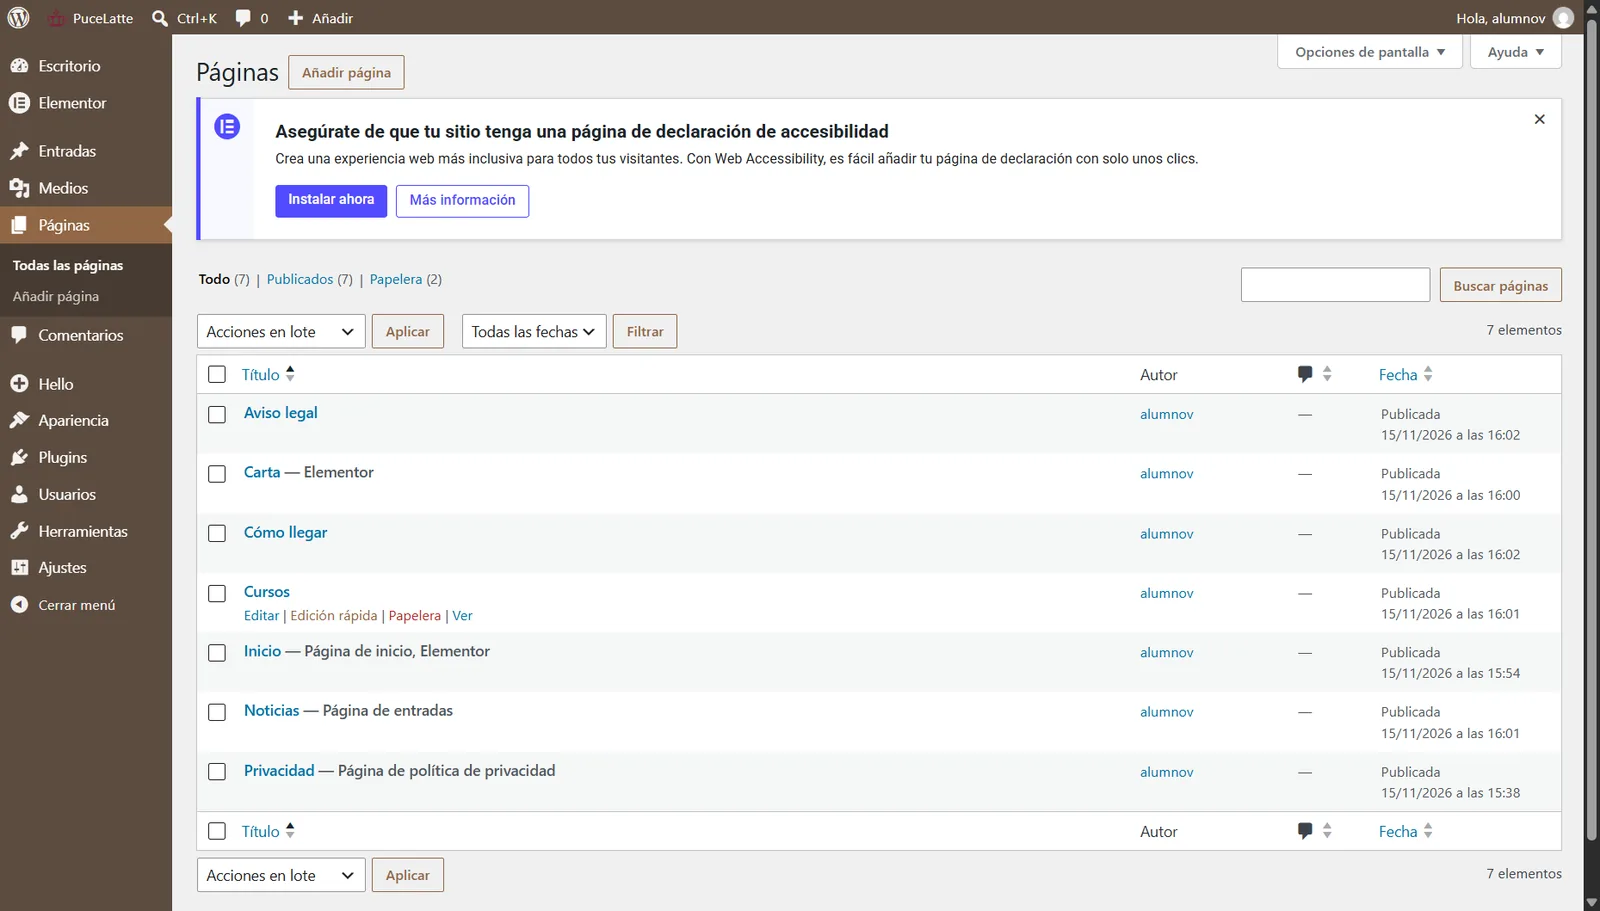 PuceLatte Ctrl+K 0 Añadir Hola, alumnov
Escritorio
Elementor
Entradas
Medios
Páginas
Todas las páginas
Añadir página
Comentarios
Hello
Apariencia
Plugins
Usuarios
Herramientas
Ajustes
Cerrar menú
Opciones de pantalla Ayuda
Páginas Añadir página
Asegúrate de que tu sitio tenga una página de declaración de accesibilidad
Crea una experiencia web más inclusiva para todos tus visitantes. Con Web Accessibility, es fácil añadir tu página de declaración con solo unos clics.
Instalar ahora Más información
Todo (7) | Publicados (7) | Papelera (2) Buscar páginas
Acciones en lote Aplicar Todas las fechas Filtrar 7 elementos
Título Autor Fecha
Aviso legal alumnov — Publicada
15/11/2026 a las 16:02
Carta — Elementor alumnov — Publicada
15/11/2026 a las 16:00
Cómo llegar alumnov — Publicada
15/11/2026 a las 16:02
Cursos alumnov — Publicada
Editar | Edición rápida | Papelera | Ver 15/11/2026 a las 16:01
Inicio — Página de inicio, Elementor alumnov — Publicada
15/11/2026 a las 15:54
Noticias — Página de entradas alumnov — Publicada
15/11/2026 a las 16:01
Privacidad — Página de política de privacidad alumnov — Publicada
15/11/2026 a las 15:38
Título Autor Fecha
Acciones en lote Aplicar 7 elementos